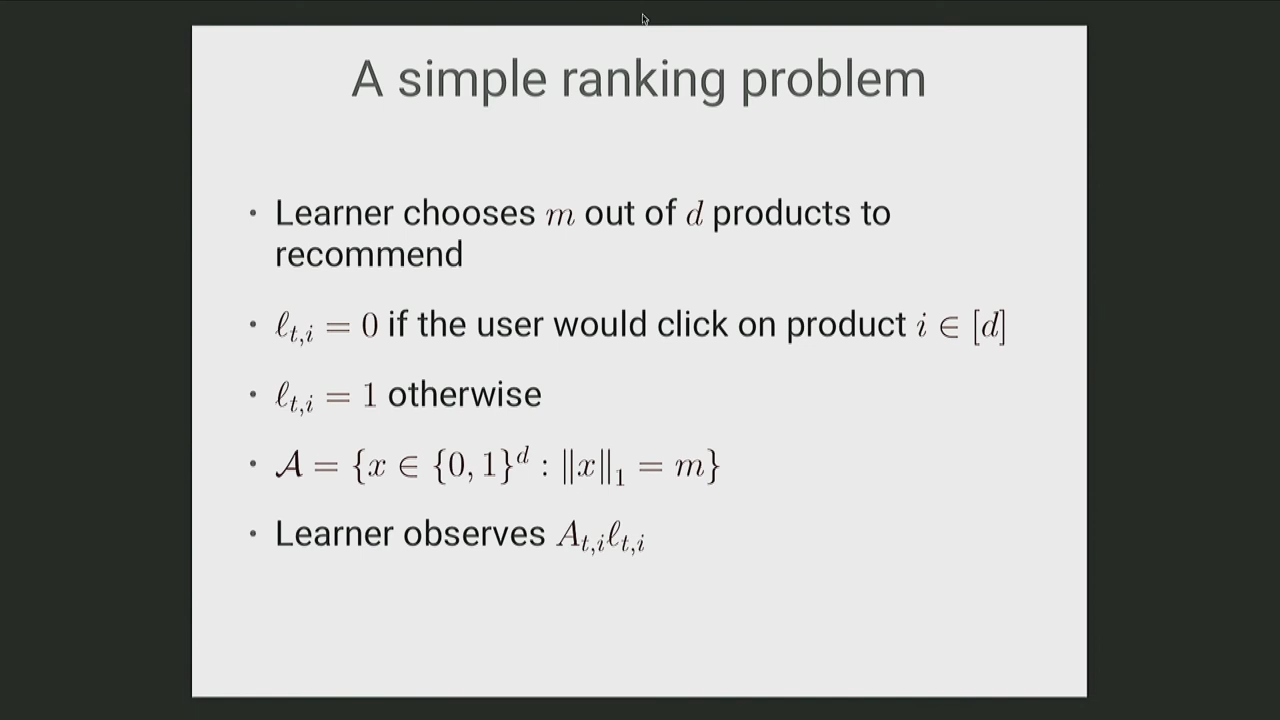 A simple ranking problem
• Learner chooses m out of d products to
recommend
• ℓ_{t,i} = 0 if the user would click on product i ∈ [d]
• ℓ_{t,i} = 1 otherwise
• 𝒜 = {x ∈ {0, 1}^d : ‖x‖_1 = m}
• Learner observes A_{t,i}ℓ_{t,i}